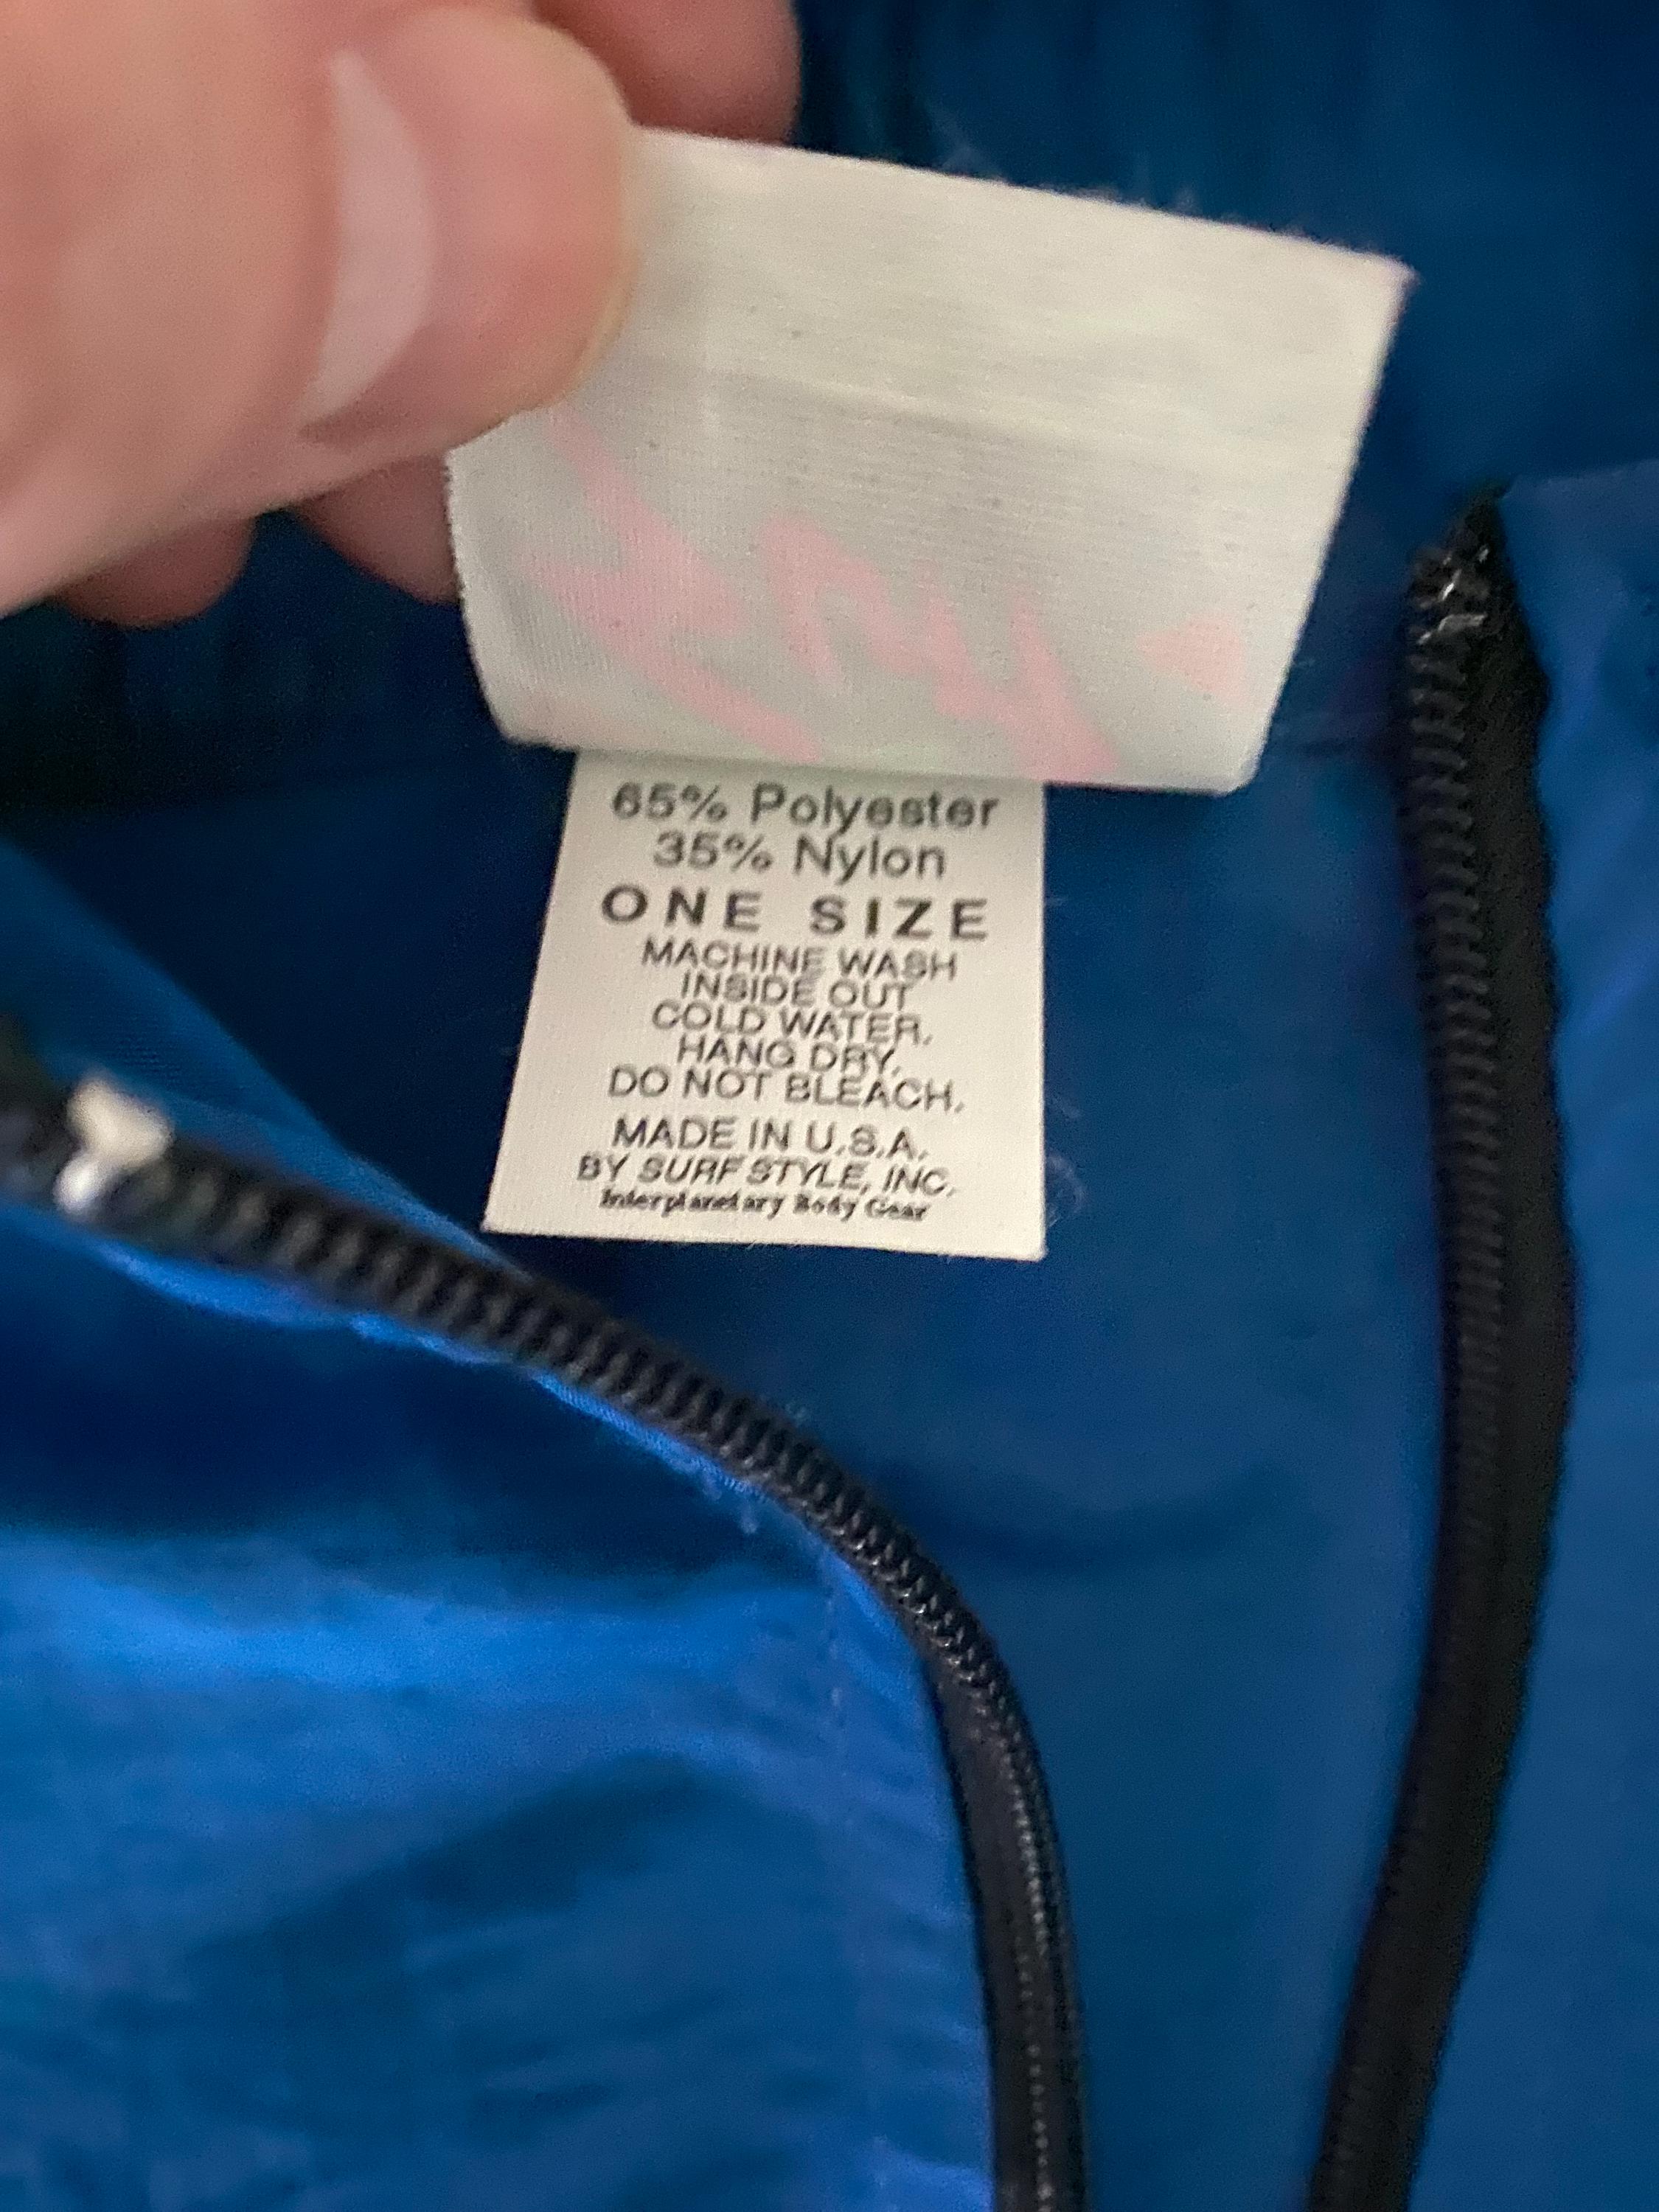 65% Polyester
35% Nylon
ONE SIZE
MACHINE WASH
INSIDE OUT
COLD WATER.
HANG DRY.
DO NOT BLEACH.
MADE IN U.S.A.
BY SURF STYLE, INC.
Interplanetary Body Gear